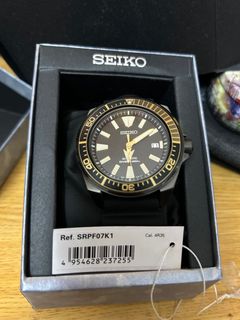 SEIKO
SEIKO
Ref. SRPF07K1
Cal. 4R35
4 954628 237255